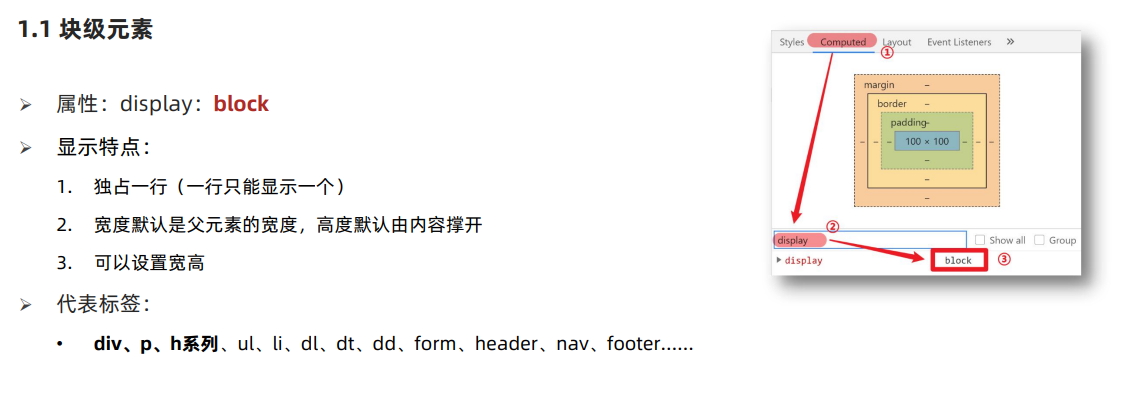 1.1 块级元素
➢ 属性：display：block
➢ 显示特点：
1. 独占一行（一行只能显示一个）
2. 宽度默认是父元素的宽度，高度默认由内容撑开
3. 可以设置宽高
➢ 代表标签：
• div、p、h系列、ul、li、dl、dt、dd、form、header、nav、footer……
Styles Computed Layout Event Listeners »
①
margin –
border –
padding-
– – – 100 × 100 – – –
–
–
–
②
display Show all Group
display block ③